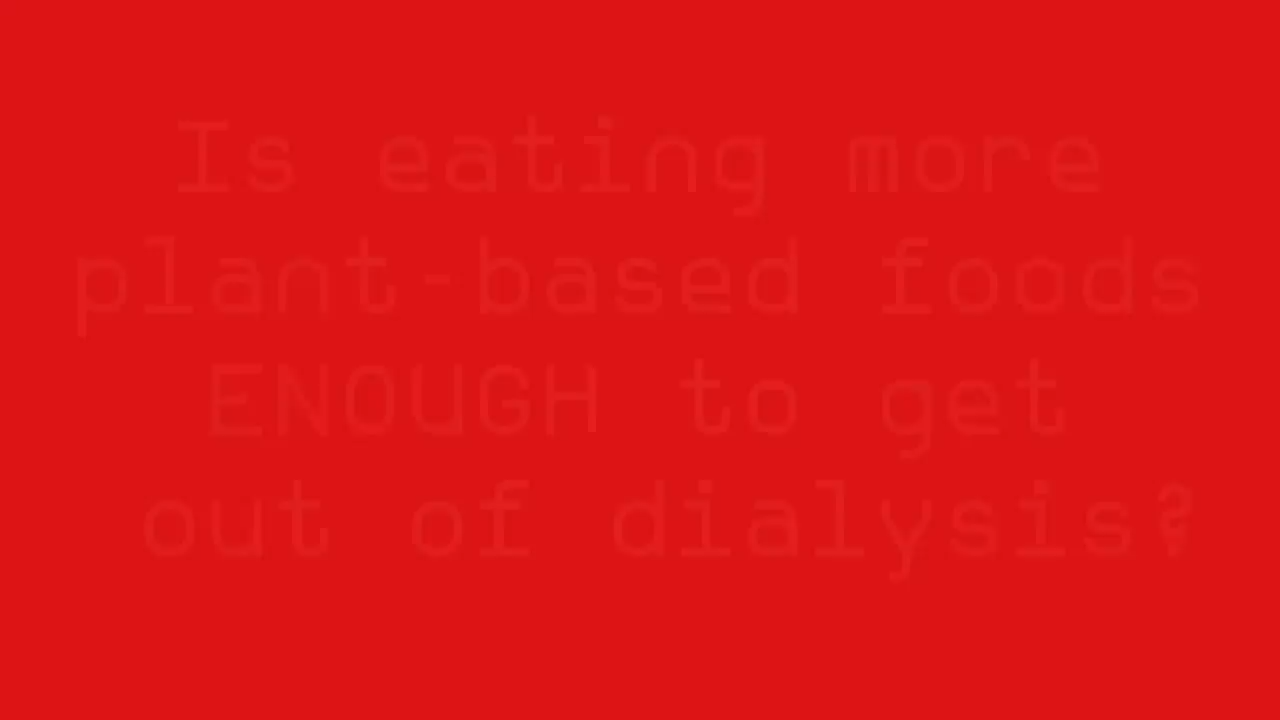 Is eating more
plant-based foods
ENOUGH to get
out of dialysis?